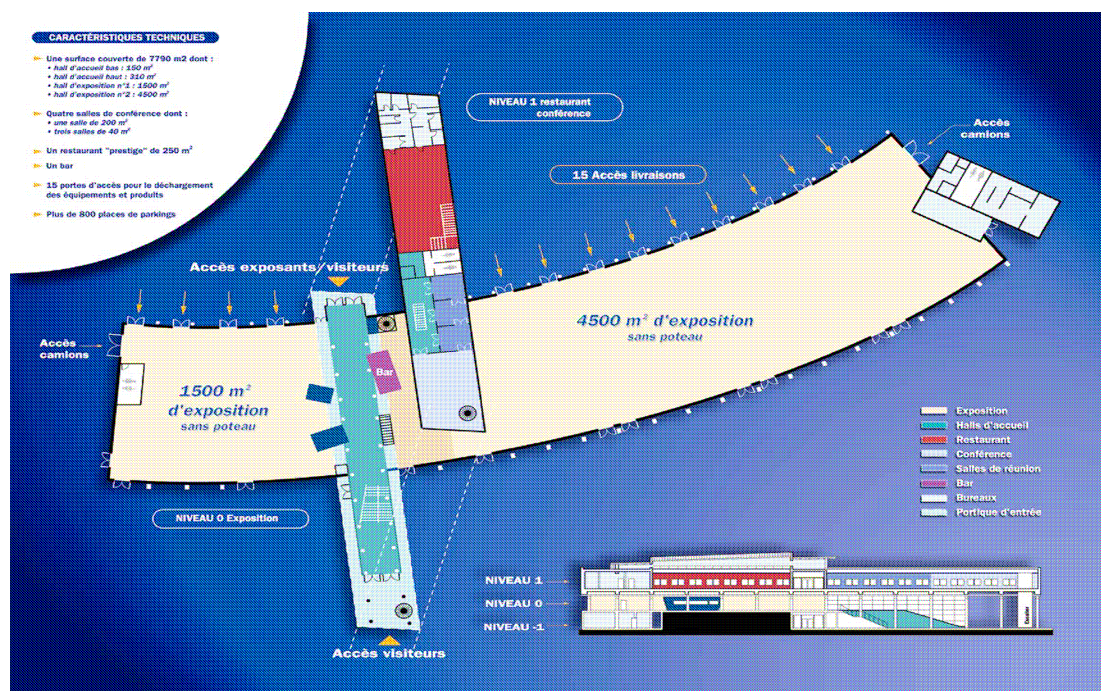 CARACTÉRISTIQUES TECHNIQUES
Une surface couverte de 7790 m2 dont :
• hall d'accueil bas : 150 m²
• hall d'accueil haut : 310 m²
• hall d'exposition n°1 : 1500 m²
• hall d'exposition n°2 : 4500 m²
Quatre salles de conférence dont :
• une salle de 200 m²
• trois salles de 40 m²
Un restaurant "prestige" de 250 m²
Un bar
15 portes d'accès pour le déchargement
des équipements et produits
Plus de 800 places de parkings
NIVEAU 1 restaurant
conférence
Accès
camions
15 Accès livraisons
Accès exposants/visiteurs
4500 m² d'exposition
sans poteau
Accès
camions
Bar
1500 m²
d'exposition
sans poteau
Exposition
Halls d'accueil
Restaurant
Conférence
Salles de réunion
Bar
Bureaux
Portique d'entrée
NIVEAU 0 Exposition
NIVEAU 1
NIVEAU 0
NIVEAU -1
Accès visiteurs